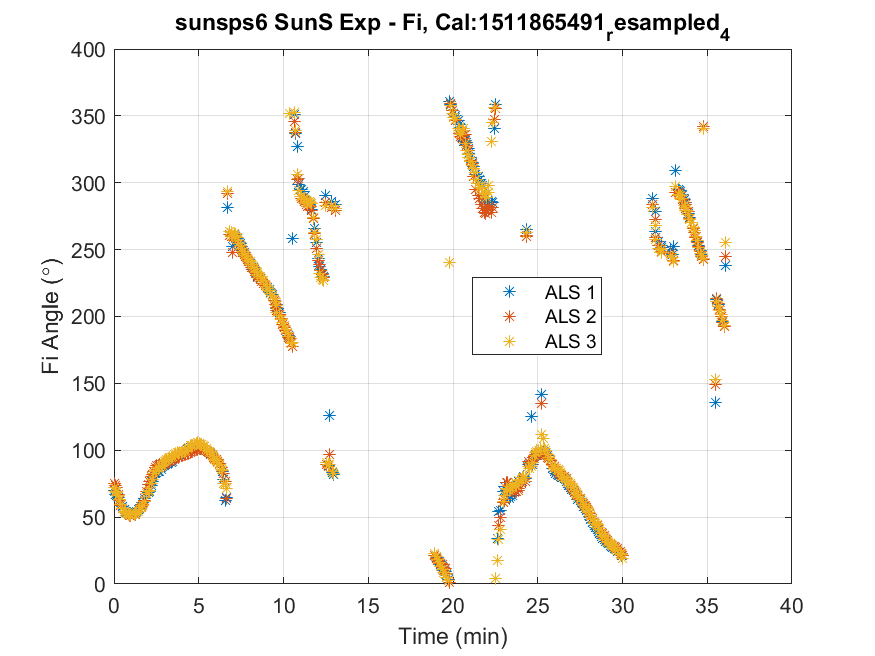 sunsps6 SunS Exp - Fi, Cal:1511865491resampled4
400
350
300
250
200
150
100
50
0
Fi Angle (°)
ALS 1
ALS 2
ALS 3
0 5 10 15 20 25 30 35 40
Time (min)